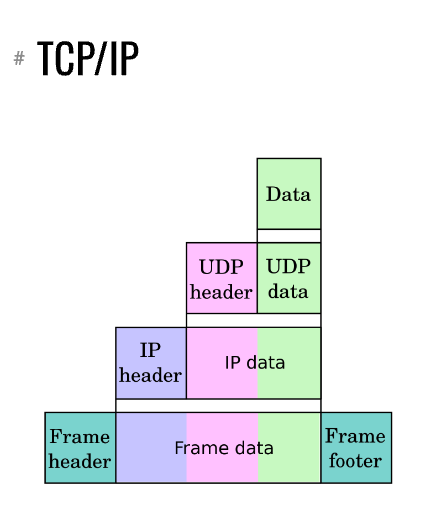 # TCP/IP
Data
UDP
header
UDP
data
IP
header
IP data
Frame
header
Frame data
Frame
footer